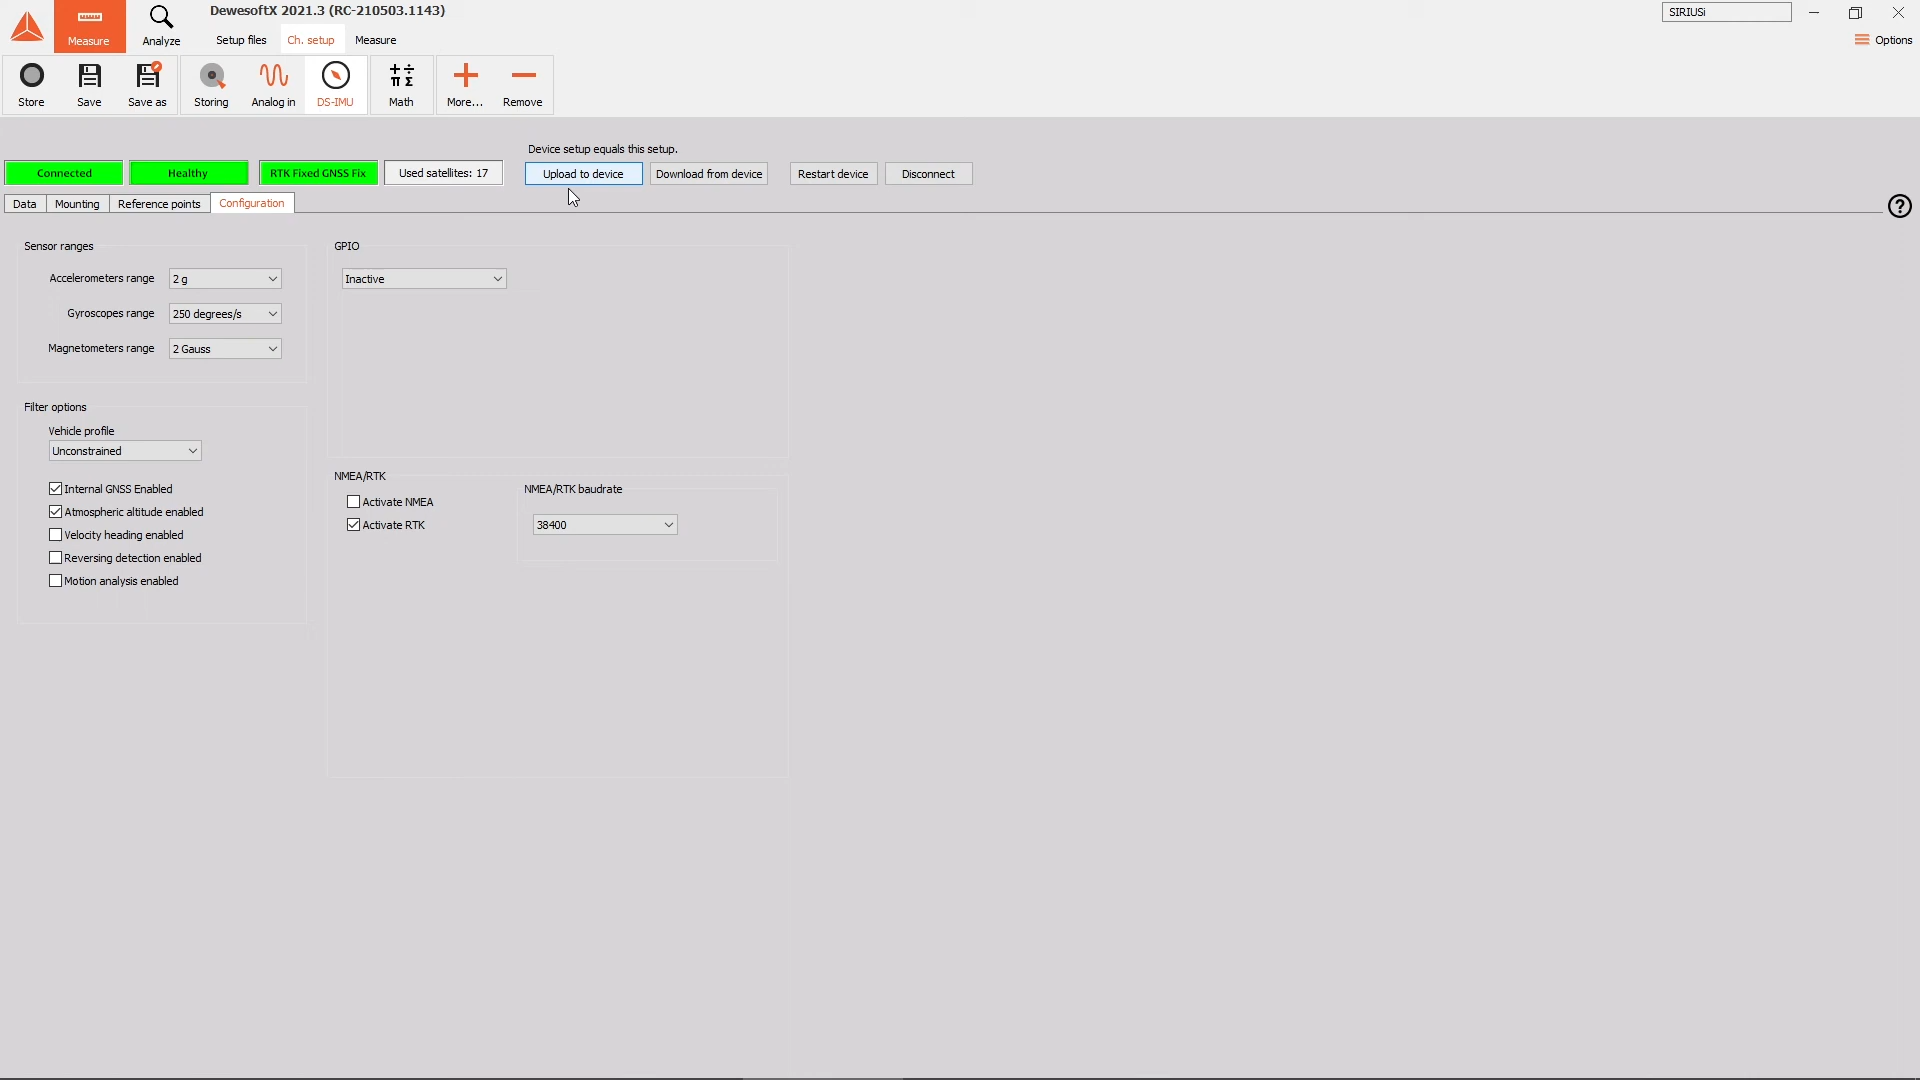 DewesoftX 2021.3 (RC-210503.1143)
SIRIUSi
Measure
Analyze
Setup files
Ch. setup
Measure
Options
Store
Save
Save as
Storing
Analog in
DS-IMU
Math
More...
Remove
Device setup equals this setup.
Connected
Healthy
RTK Fixed GNSS Fix
Used satellites: 17
Upload to device
Download from device
Restart device
Disconnect
Data
Mounting
Reference points
Configuration
Sensor ranges
Accelerometers range
2 g
Gyroscopes range
250 degrees/s
Magnetometers range
2 Gauss
GPIO
Inactive
Filter options
Vehicle profile
Unconstrained
Internal GNSS Enabled
Atmospheric altitude enabled
Velocity heading enabled
Reversing detection enabled
Motion analysis enabled
NMEA/RTK
Activate NMEA
Activate RTK
NMEA/RTK baudrate
38400